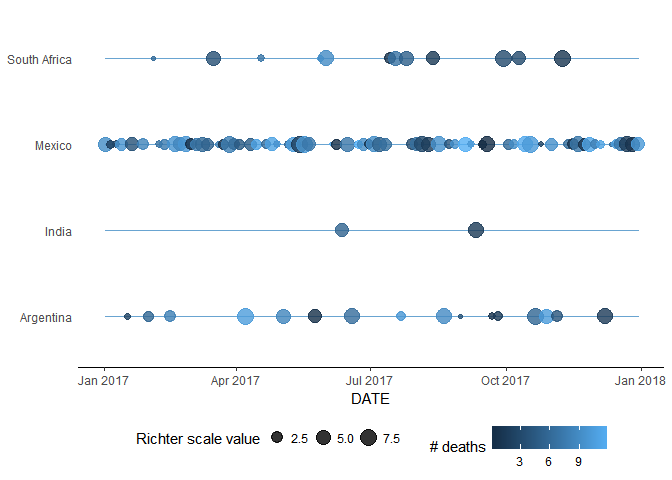 South Africa
Mexico
India
Argentina
Jan 2017 Apr 2017 Jul 2017 Oct 2017 Jan 2018
DATE
Richter scale value 2.5 5.0 7.5
# deaths
3 6 9